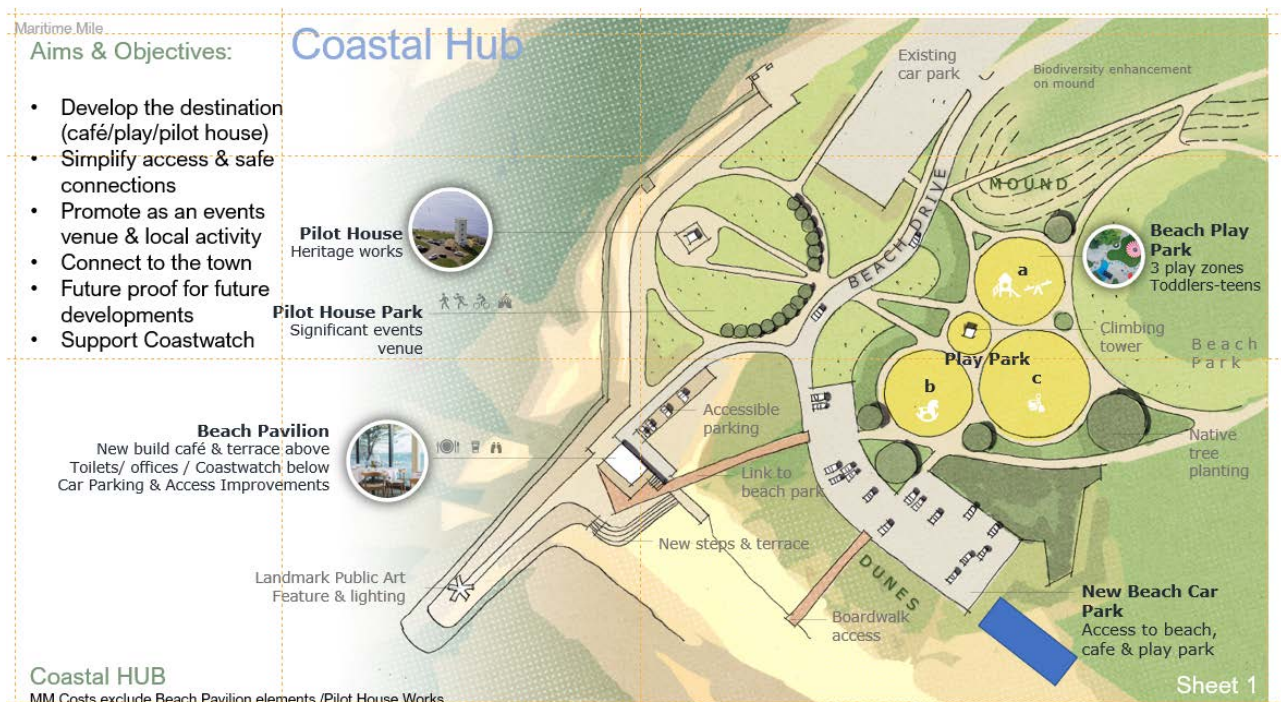 Maritime Mile
Aims & Objectives:
Coastal Hub
• Develop the destination
(café/play/pilot house)
• Simplify access & safe
connections
• Promote as an events
venue & local activity
• Connect to the town
• Future proof for future
developments
• Support Coastwatch
Existing
car park
Biodiversity enhancement
on mound
MOUND
BEACH DRIVE
Pilot House
Heritage works
Pilot House Park
Significant events
venue
Beach Play
Park
3 play zones
Toddlers-teens
a
Climbing
tower
Beach
Park
Play Park
b
c
Beach Pavilion
New build café & terrace above
Toilets/ offices / Coastwatch below
Car Parking & Access Improvements
Accessible
parking
Link to
beach park
Native
tree
planting
New steps & terrace
Landmark Public Art
Feature & lighting
DUNES
Boardwalk
access
New Beach Car
Park
Access to beach,
cafe & play park
Coastal HUB
MM Costs exclude Beach Pavilion elements /Pilot House Works
Sheet 1